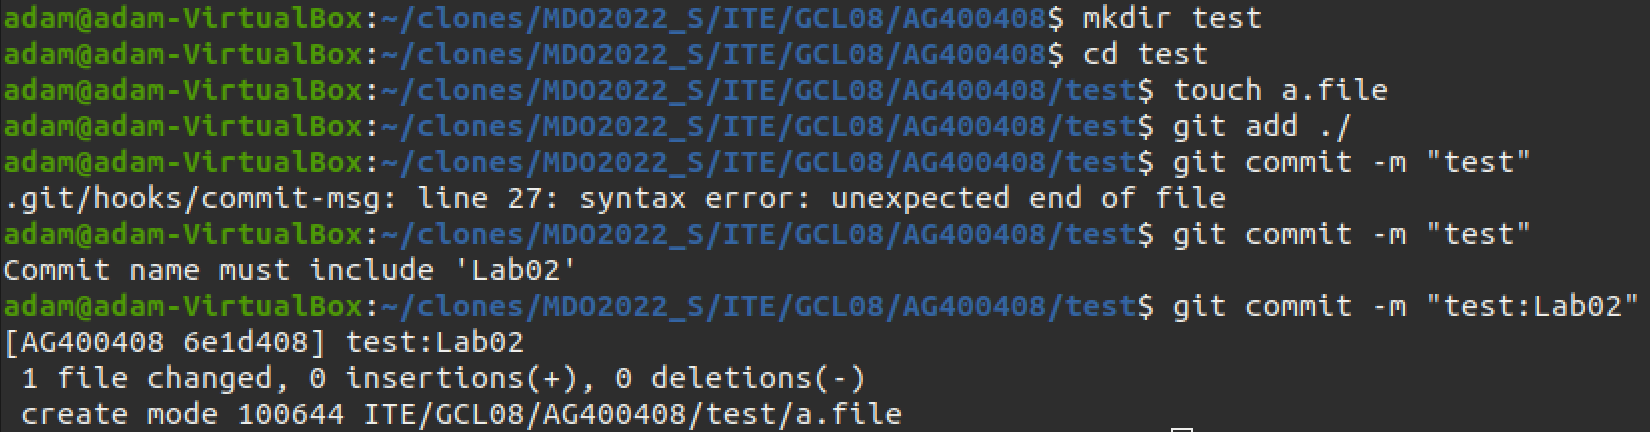 adam@adam-VirtualBox:~/clones/MDO2022_S/ITE/GCL08/AG400408$ mkdir test
adam@adam-VirtualBox:~/clones/MDO2022_S/ITE/GCL08/AG400408$ cd test
adam@adam-VirtualBox:~/clones/MDO2022_S/ITE/GCL08/AG400408/test$ touch a.file
adam@adam-VirtualBox:~/clones/MDO2022_S/ITE/GCL08/AG400408/test$ git add ./
adam@adam-VirtualBox:~/clones/MDO2022_S/ITE/GCL08/AG400408/test$ git commit -m "test"
.git/hooks/commit-msg: line 27: syntax error: unexpected end of file
adam@adam-VirtualBox:~/clones/MDO2022_S/ITE/GCL08/AG400408/test$ git commit -m "test"
Commit name must include 'Lab02'
adam@adam-VirtualBox:~/clones/MDO2022_S/ITE/GCL08/AG400408/test$ git commit -m "test:Lab02"
[AG400408 6e1d408] test:Lab02
 1 file changed, 0 insertions(+), 0 deletions(-)
 create mode 100644 ITE/GCL08/AG400408/test/a.file